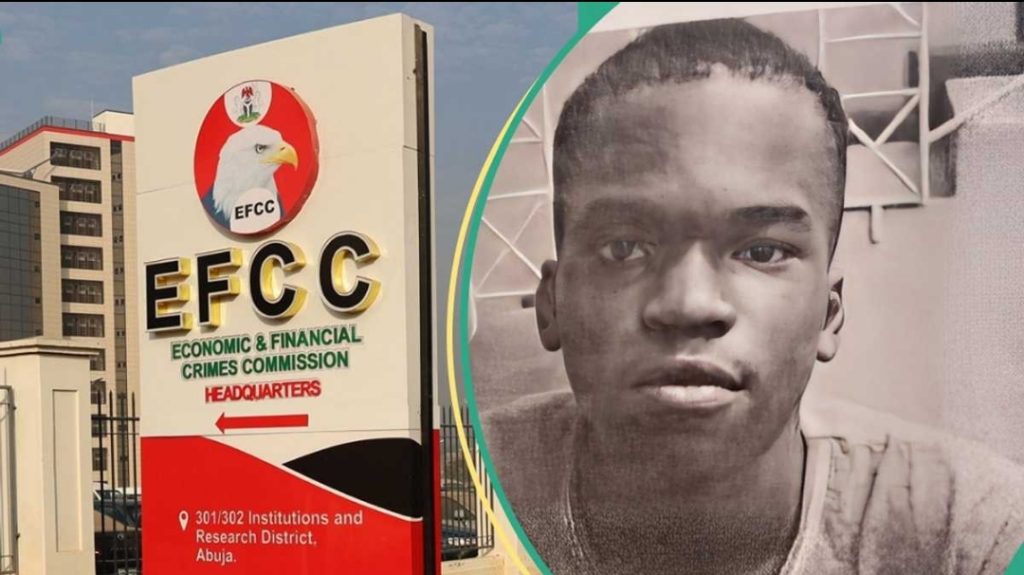 EFCC
EFCC
ECONOMIC & FINANCIAL
CRIMES COMMISSION
HEADQUARTERS
301/302 Institutions and
Research District,
Abuja.